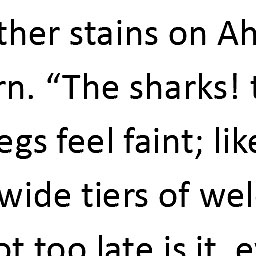 ther stains on Ah
rn. “The sharks! t
egs feel faint; like
wide tiers of wel
ot too late is it, e